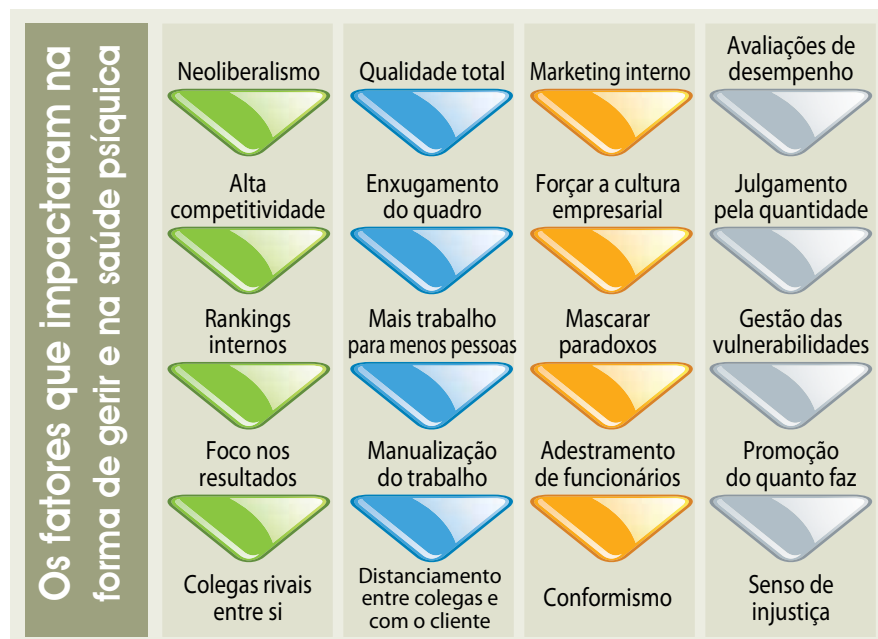 Os fatores que impactaram na
forma de gerir e na saúde psíquica
Neoliberalismo
Alta
competitividade
Rankings
internos
Foco nos
resultados
Colegas rivais
entre si
Qualidade total
Enxugamento
do quadro
Mais trabalho
para menos pessoas
Manualização
do trabalho
Distanciamento
entre colegas e
com o cliente
Marketing interno
Forçar a cultura
empresarial
Mascarar
paradoxos
Adestramento
de funcionários
Conformismo
Avaliações de
desempenho
Julgamento
pela quantidade
Gestão das
vulnerabilidades
Promoção
do quanto faz
Senso de
injustiça